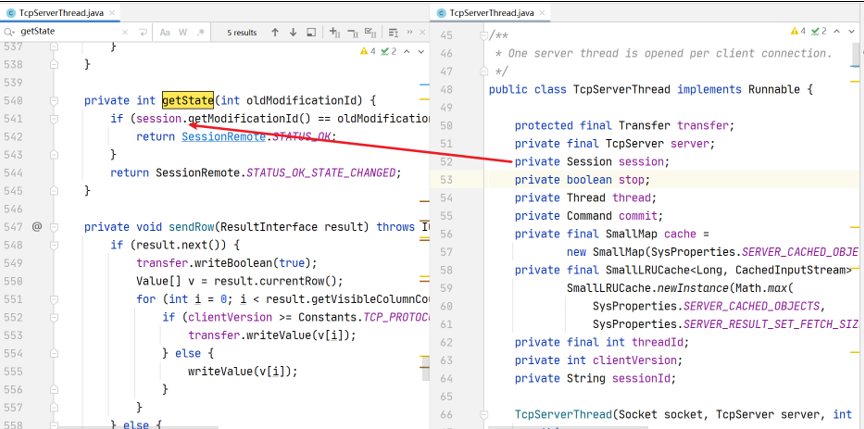 TcpServerThread.java
getState
Aa W .* 5 results
4 2
537 }
538 }
539
540 private int getState(int oldModificationId) {
541 if (session.getModificationId() == oldModification
542 return SessionRemote.STATUS_OK;
543 }
544 return SessionRemote.STATUS_OK_STATE_CHANGED;
545 }
546
547 @ private void sendRow(ResultInterface result) throws I
548 if (result.next()) {
549 transfer.writeBoolean(true);
550 Value[] v = result.currentRow();
551 for (int i = 0; i < result.getVisibleColumnCou
552 if (clientVersion >= Constants.TCP_PROTOC
553 transfer.writeValue(v[i]);
554 } else {
555 writeValue(v[i]);
556 }
557 }
558 } else {
TcpServerThread.java
4 2
45 /**
46 * One server thread is opened per client connection.
47 */
48 public class TcpServerThread implements Runnable {
49
50 protected final Transfer transfer;
51 private final TcpServer server;
52 private Session session;
53 private boolean stop;
54 private Thread thread;
55 private Command commit;
56 private final SmallMap cache =
57 new SmallMap(SysProperties.SERVER_CACHED_OBJE
58 private final SmallLRUCache<Long, CachedInputStream>
59 SmallLRUCache.newInstance(Math.max(
60 SysProperties.SERVER_CACHED_OBJECTS,
61 SysProperties.SERVER_RESULT_SET_FETCH_SIZ
62 private final int threadId;
63 private int clientVersion;
64 private String sessionId;
65
66 TcpServerThread(Socket socket, TcpServer server, int